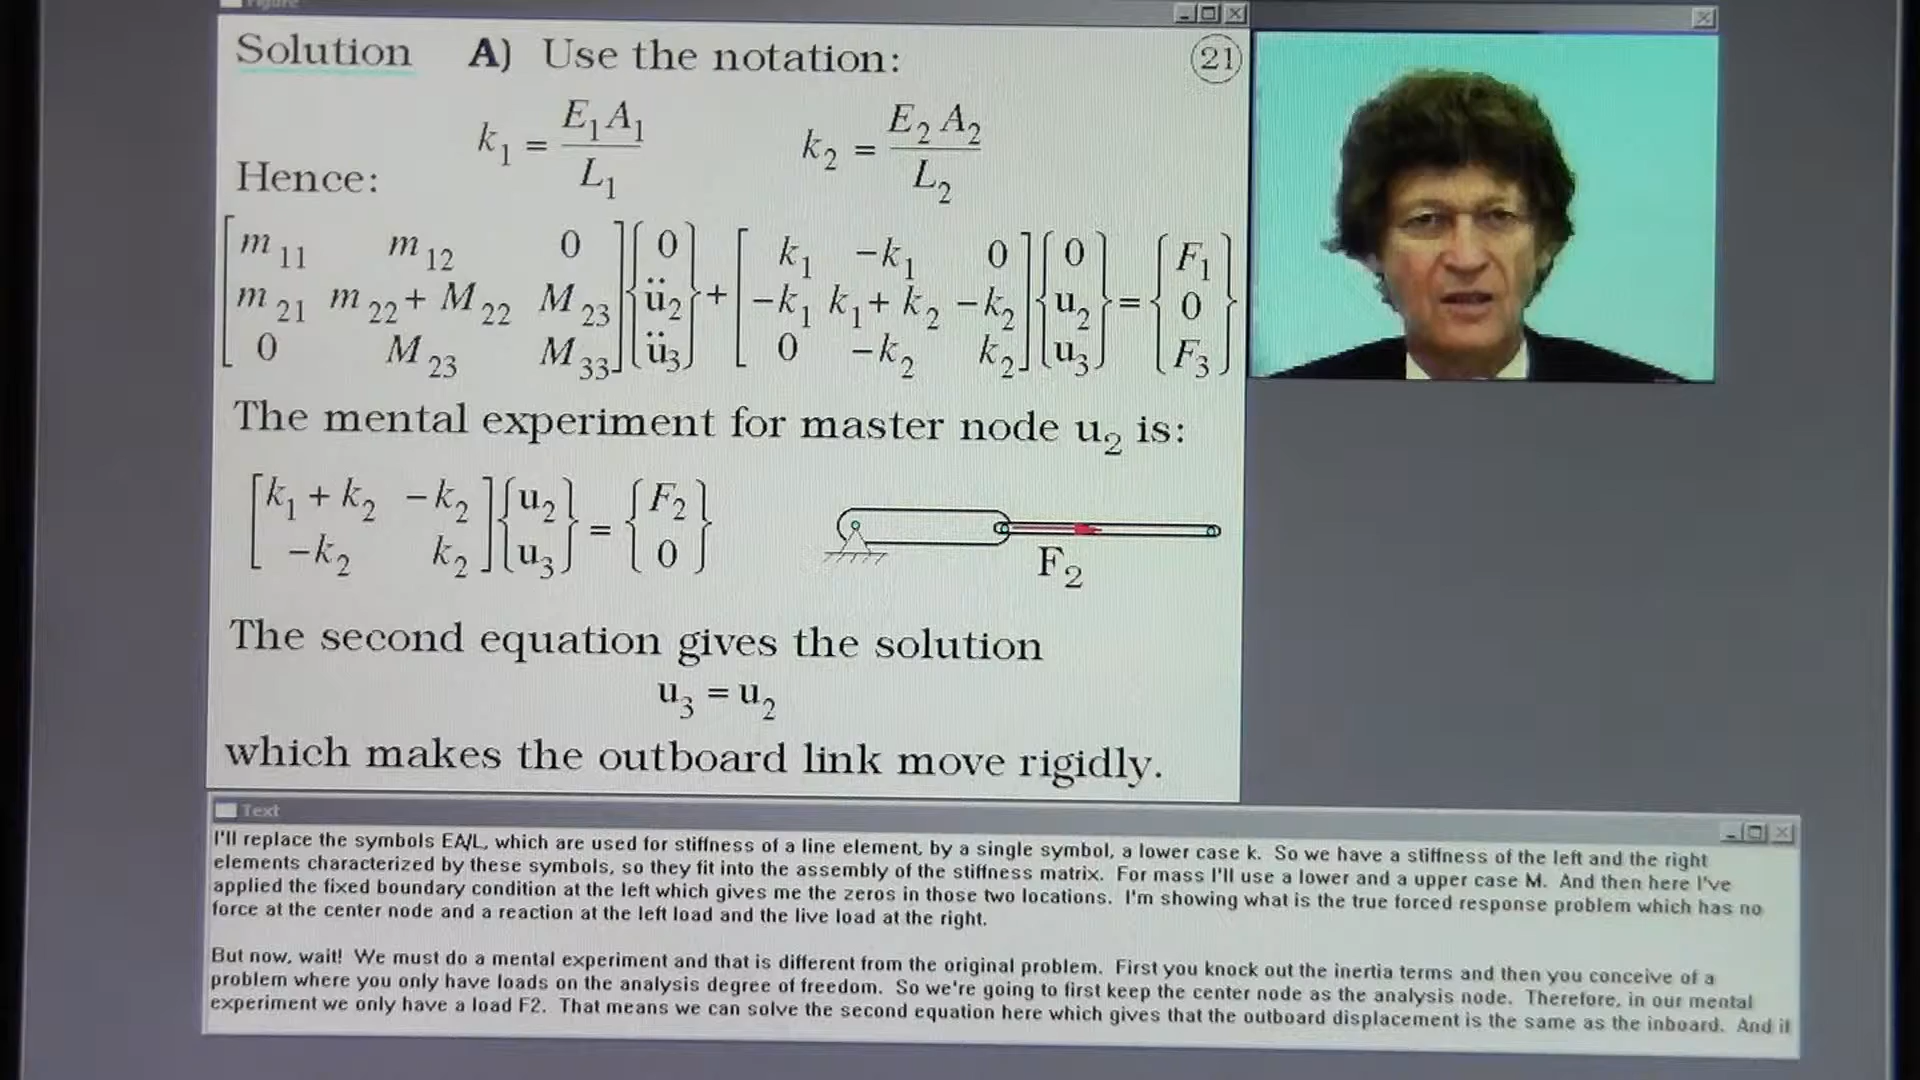 Figure
Solution A) Use the notation: 21
k₁ = E₁A₁/L₁ k₂ = E₂A₂/L₂
Hence:
[m₁₁ m₁₂ 0] {0} + [k₁ -k₁ 0] {0} = {F₁}
[m₂₁ m₂₂ + M₂₂ M₂₃] {ü₂} [-k₁ k₁ + k₂ -k₂] {u₂} {0}
[0 M₂₃ M₃₃] {ü₃} [0 -k₂ k₂] {u₃} {F₃}
The mental experiment for master node u₂ is:
[k₁ + k₂ -k₂] {u₂} = {F₂}
[-k₂ k₂] {u₃} {0}
F₂
The second equation gives the solution
u₃ = u₂
which makes the outboard link move rigidly.
Text
I'll replace the symbols EA/L, which are used for stiffness of a line element, by a single symbol, a lower case k. So we have a stiffness of the left and the right
elements characterized by these symbols, so they fit into the assembly of the stiffness matrix. For mass I'll use a lower and a upper case M. And then here I've
applied the fixed boundary condition at the left which gives me the zeros in those two locations. I'm showing what is the true forced response problem which has no
force at the center node and a reaction at the left load and the live load at the right.
But now, wait! We must do a mental experiment and that is different from the original problem. First you knock out the inertia terms and then you conceive of a
problem where you only have loads on the analysis degree of freedom. So we're going to first keep the center node as the analysis node. Therefore, in our mental
experiment we only have a load F2. That means we can solve the second equation here which gives that the outboard displacement is the same as the inboard. And if